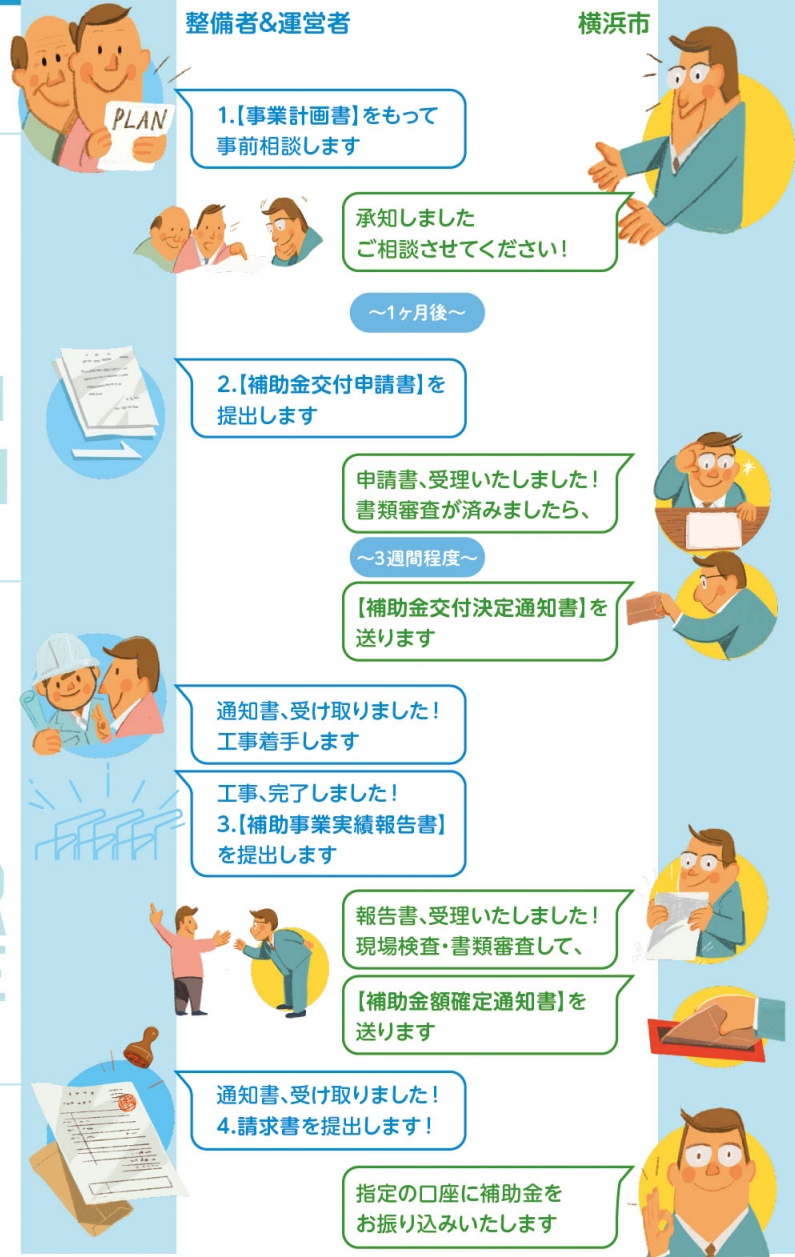 整備者&運営者
横浜市
PLAN
1.【事業計画書】をもって
事前相談します
承知しました
ご相談させてください!
～1ヶ月後～
2.【補助金交付申請書】を
提出します
申請書、受理いたしました!
書類審査が済みましたら、
～3週間程度～
【補助金交付決定通知書】を
送ります
通知書、受け取りました!
工事着手します
工事、完了しました!
3.【補助事業実績報告書】
を提出します
報告書、受理いたしました!
現場検査・書類審査して、
【補助金額確定通知書】を
送ります
通知書、受け取りました!
4.請求書を提出します!
指定の口座に補助金を
お振り込みいたします